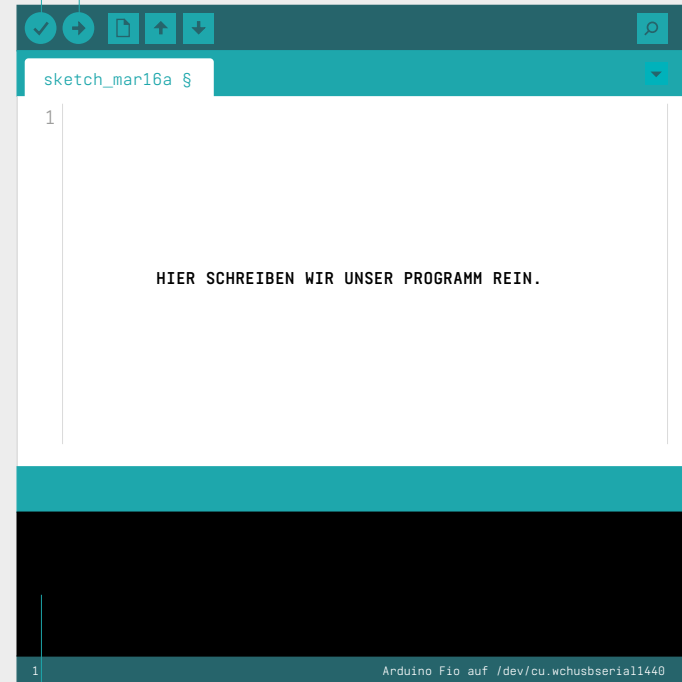 sketch_mar16a §
1
HIER SCHREIBEN WIR UNSER PROGRAMM REIN.
1
Arduino Fio auf /dev/cu.wchusbserial1440